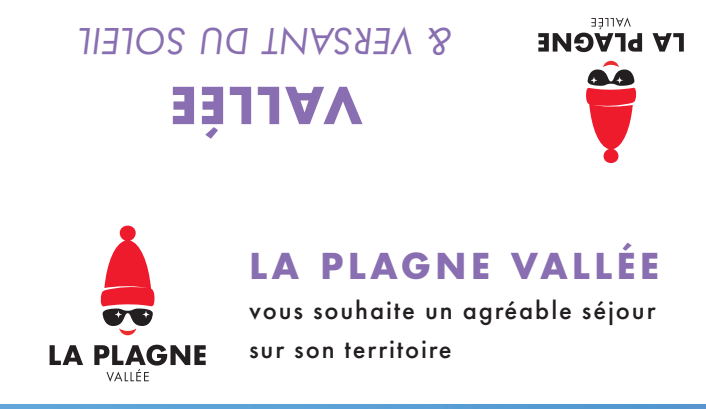 VALLÉE
& VERSANT DU SOLEIL
LA PLAGNE
VALLÉE
LA PLAGNE VALLÉE
vous souhaite un agréable séjour
sur son territoire
LA PLAGNE
VALLÉE